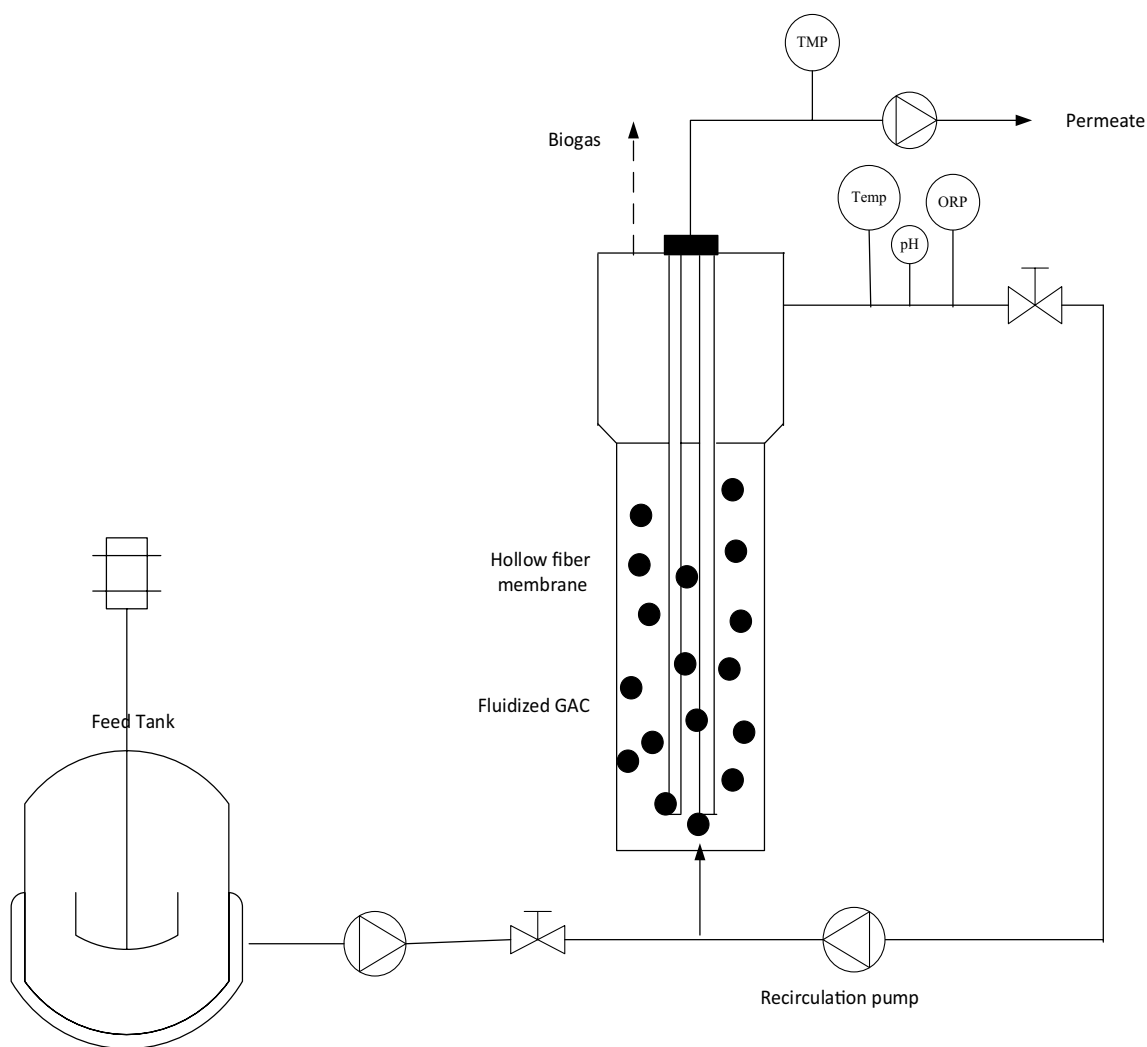 TMP
Biogas
Permeate
Temp
ORP
pH
Hollow fiber
membrane
Fluidized GAC
Feed Tank
Recirculation pump